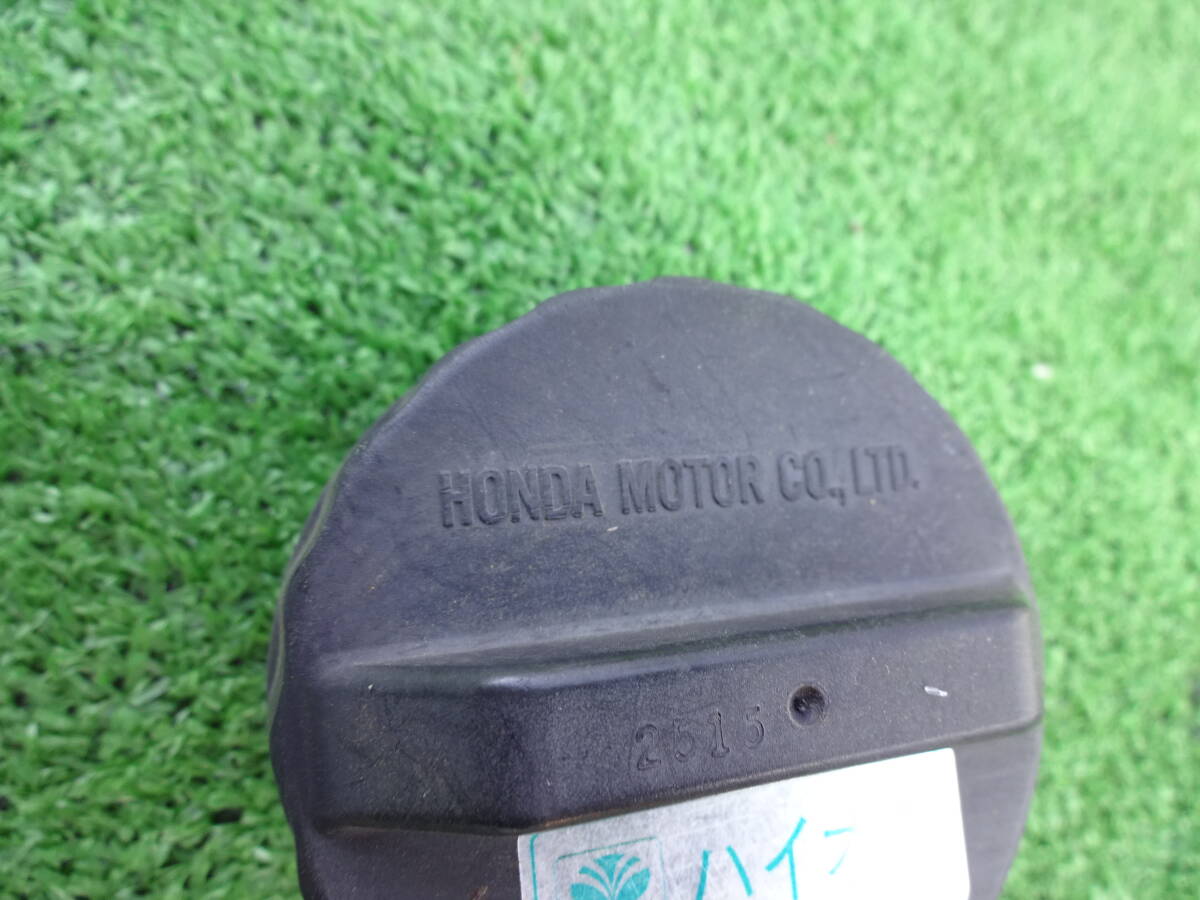 HONDA MOTOR CO., LTD.
2515
ハイ